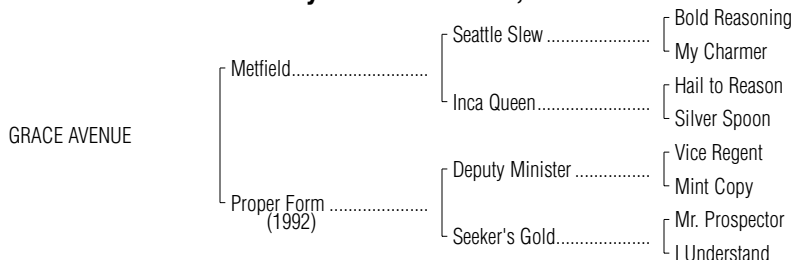 Bold Reasoning
Seattle Slew ......................
My Charmer
Metfield.............................
Hail to Reason
Inca Queen........................
Silver Spoon
GRACE AVENUE
Vice Regent
Deputy Minister ................
Mint Copy
Proper Form .....................
(1992)
Mr. Prospector
Seeker's Gold....................
I Understand